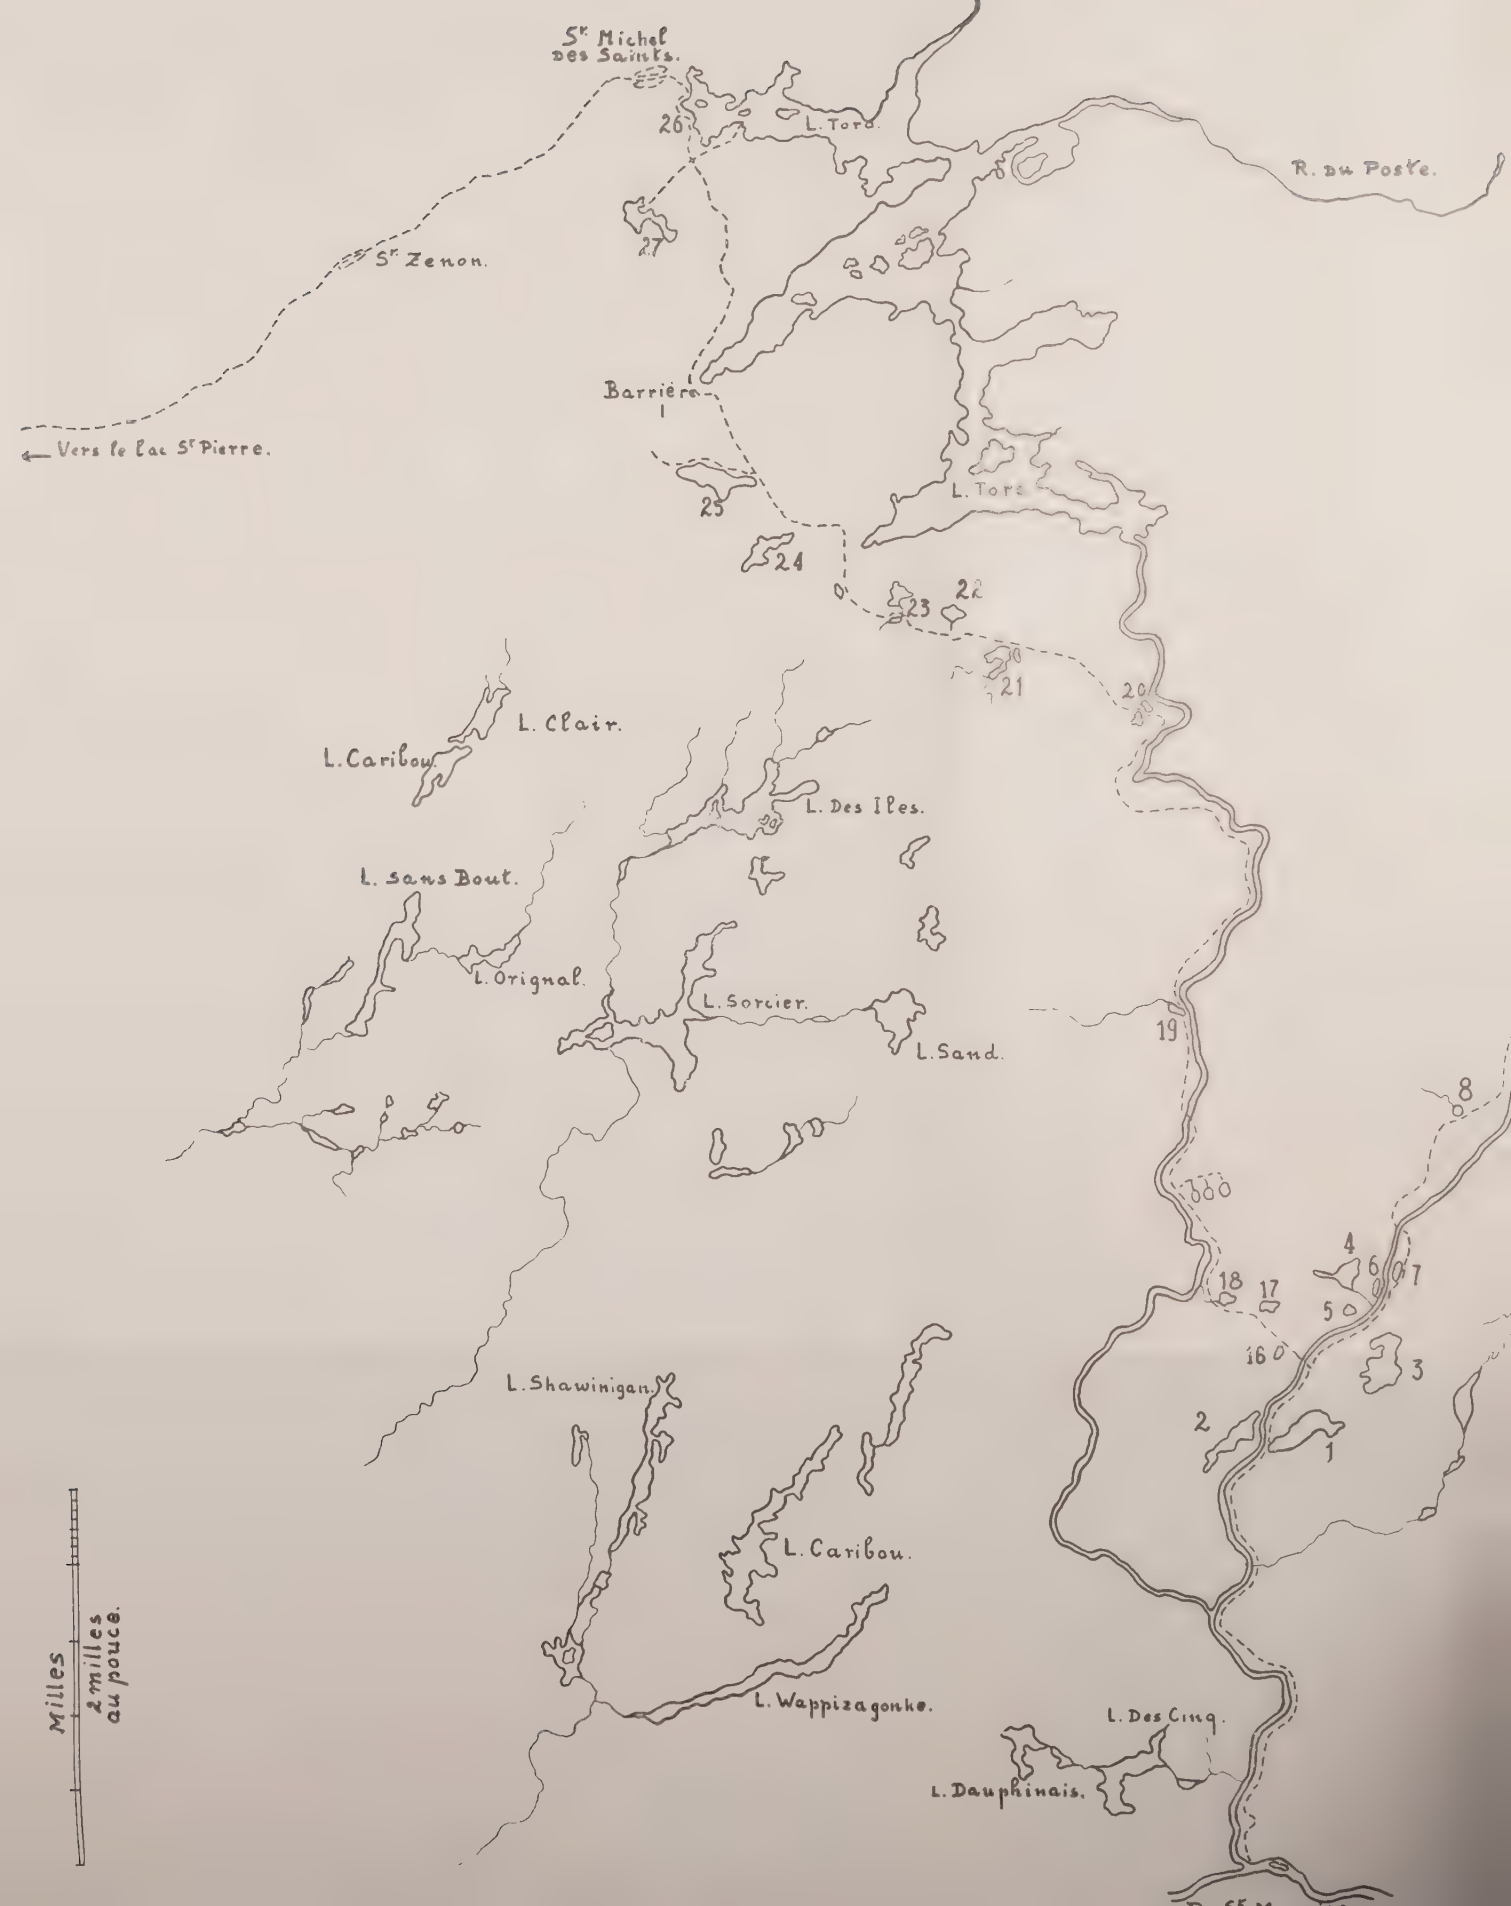 Sᵗ Michel
Des Saints.
26
L. Toro.
R. Du Poste.
27
Sᵗ Zenon.
Barrière
1
← Vers le lac Sᵗ Pierre.
L. Toro
25
24
23
22
21
20
L. Clair.
L. Caribou.
L. Des Îles.
L. sans Bout.
L. Orignal.
L. Sorcier.
L. Sand.
19
8
4
6
7
18
17
5
16
3
L. Shawinigan.
2
1
L. Caribou.
Milles
2 milles
au pouce.
L. Wappizagonke.
L. Des Cinq.
L. Dauphinais.